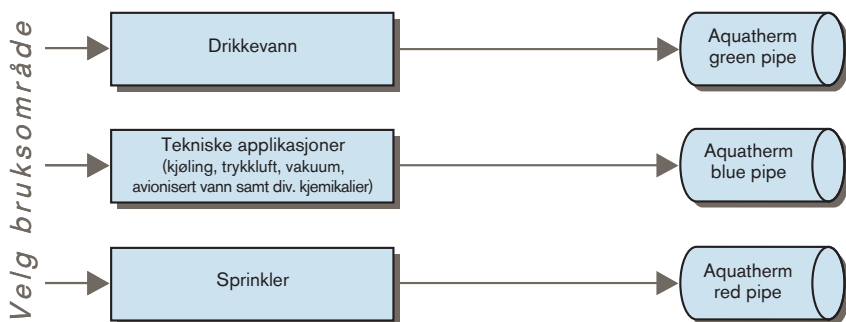 Velg bruksområde
Drikkevann
Aquatherm
green pipe
Tekniske applikasjoner
(kjøling, trykkluft, vakuum,
avionisert vann samt div. kjemikalier)
Aquatherm
blue pipe
Sprinkler
Aquatherm
red pipe